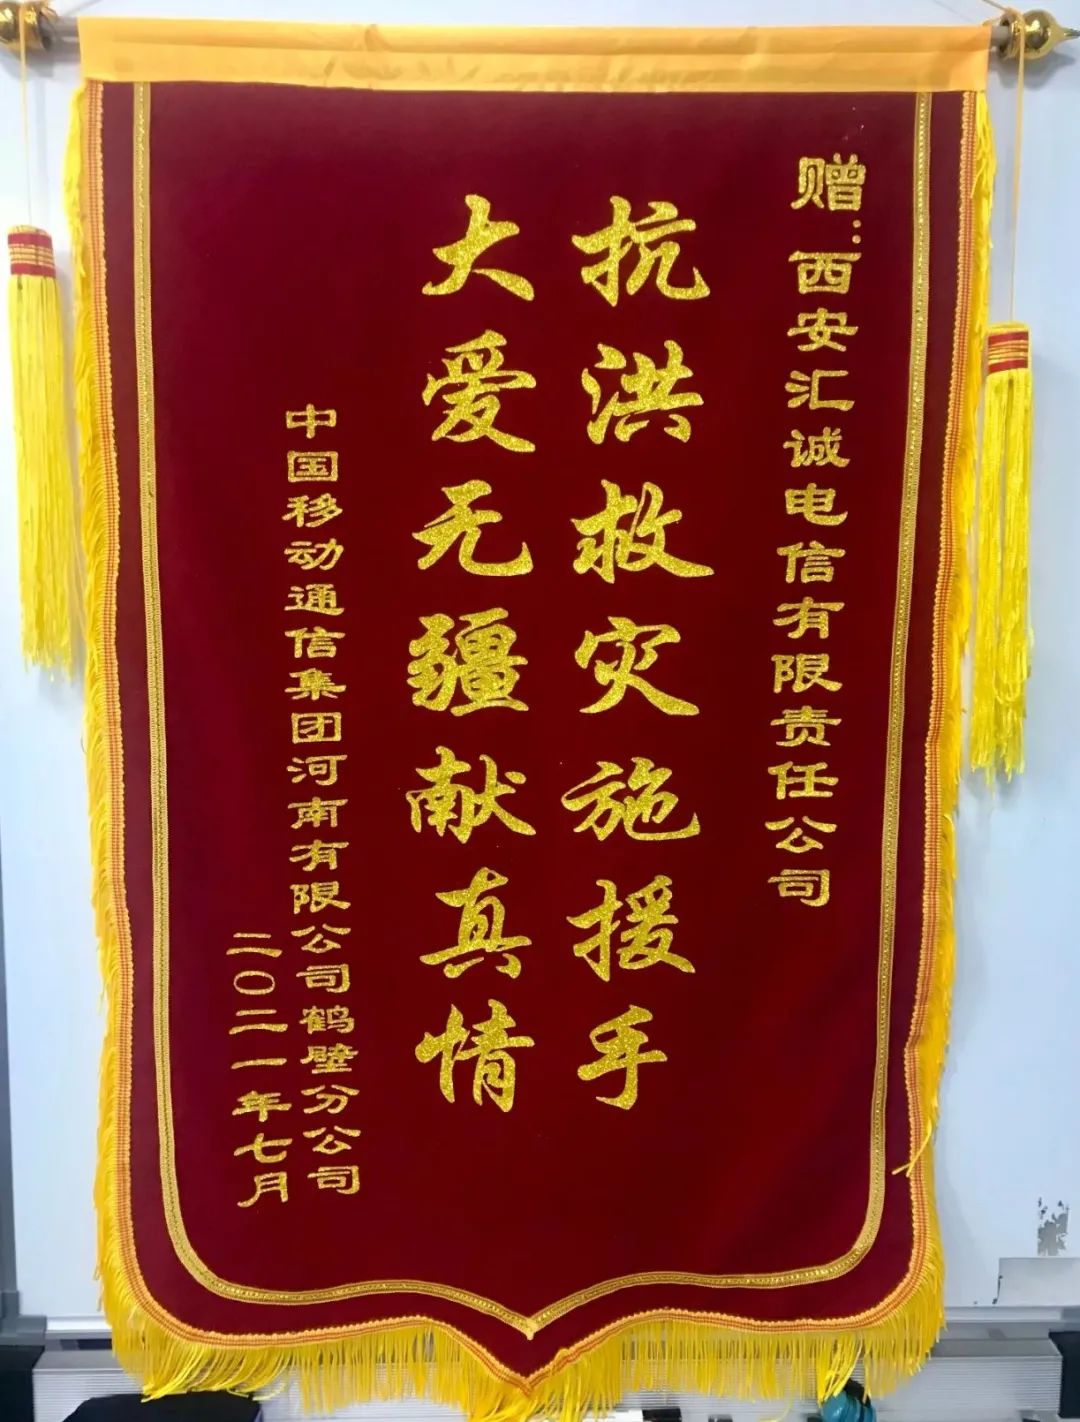 赠:西安汇诚电信有限责任公司
抗洪救灾施援手
大爱无疆献真情
中国移动通信集团河南有限公司鹤壁分公司
二〇二一年七月